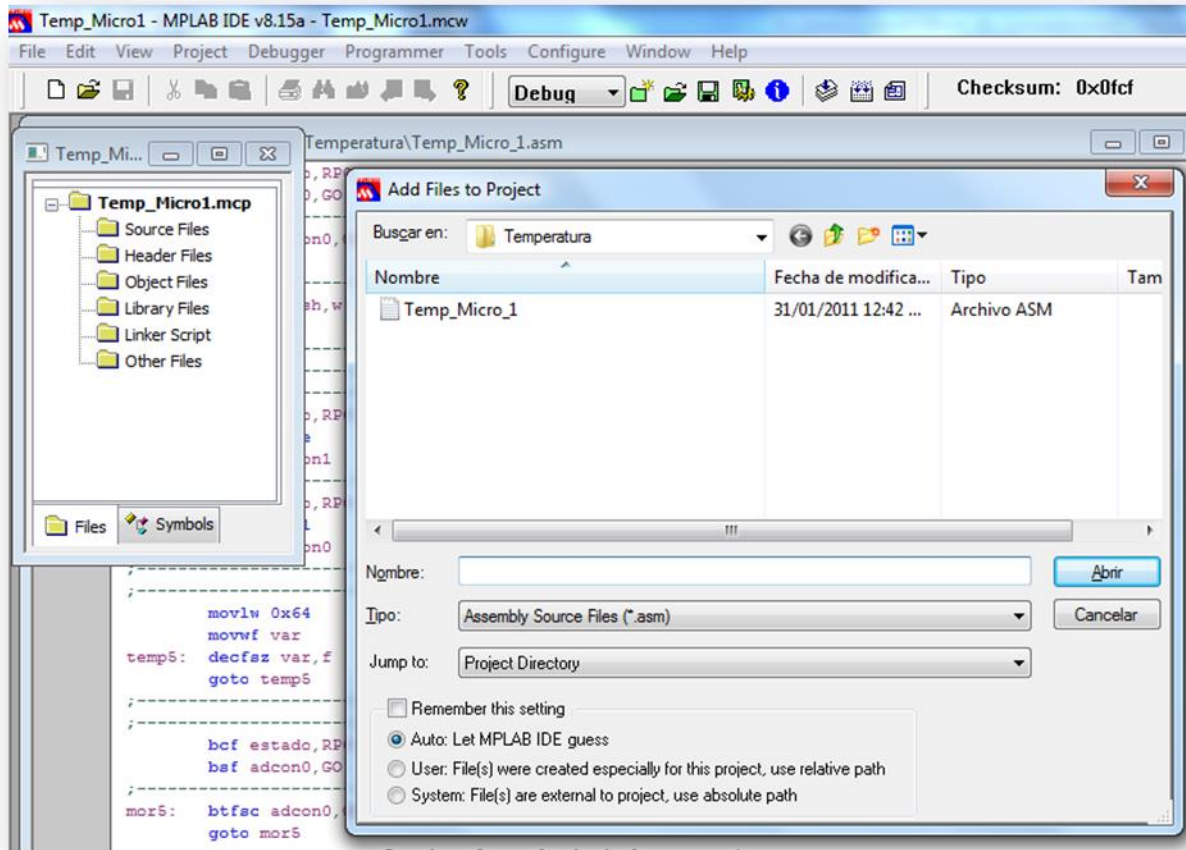 Temp_Micro1 - MPLAB IDE v8.15a - Temp_Micro1.mcw
File Edit View Project Debugger Programmer Tools Configure Window Help
Debug Checksum: 0x0fcf
Temperatura\Temp_Micro_1.asm
Temp_Mi...
Temp_Micro1.mcp
Source Files
Header Files
Object Files
Library Files
Linker Script
Other Files
Files Symbols
Add Files to Project
Buscar en: Temperatura
Nombre Fecha de modifica... Tipo Tam
Temp_Micro_1 31/01/2011 12:42 ... Archivo ASM
Nombre: Abrir
Tipo: Assembly Source Files (*.asm) Cancelar
Jump to: Project Directory
Remember this setting
Auto: Let MPLAB IDE guess
User: File(s) were created especially for this project, use relative path
System: File(s) are external to project, use absolute path
;-----------------
;-----------------
movlw 0x64
movwf var
temp5: decfsz var,f
goto temp5
;-----------------
;-----------------
bcf estado,RP
bsf adcon0,GO
;-----------------
mor5: btfsc adcon0,
goto mor5